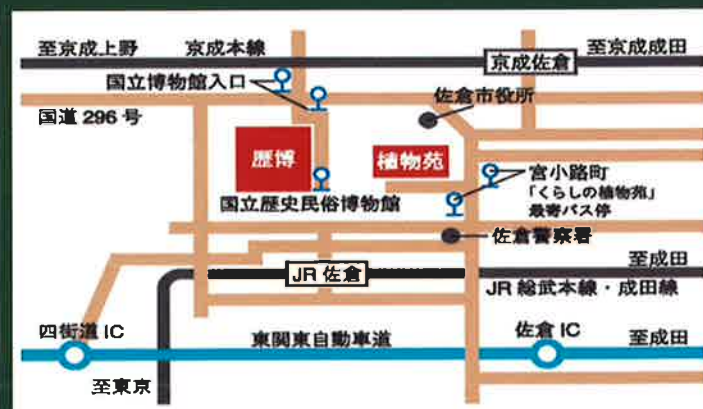 至京成上野
京成本線
至京成成田
京成佐倉
国立博物館入口
佐倉市役所
国道 296 号
歴博
植物苑
宮小路町
「くらしの植物苑」
最寄バス停
国立歴史民俗博物館
佐倉警察署
至成田
JR 佐倉
JR 総武本線・成田線
四街道 IC
東関東自動車道
佐倉 IC
至成田
至東京